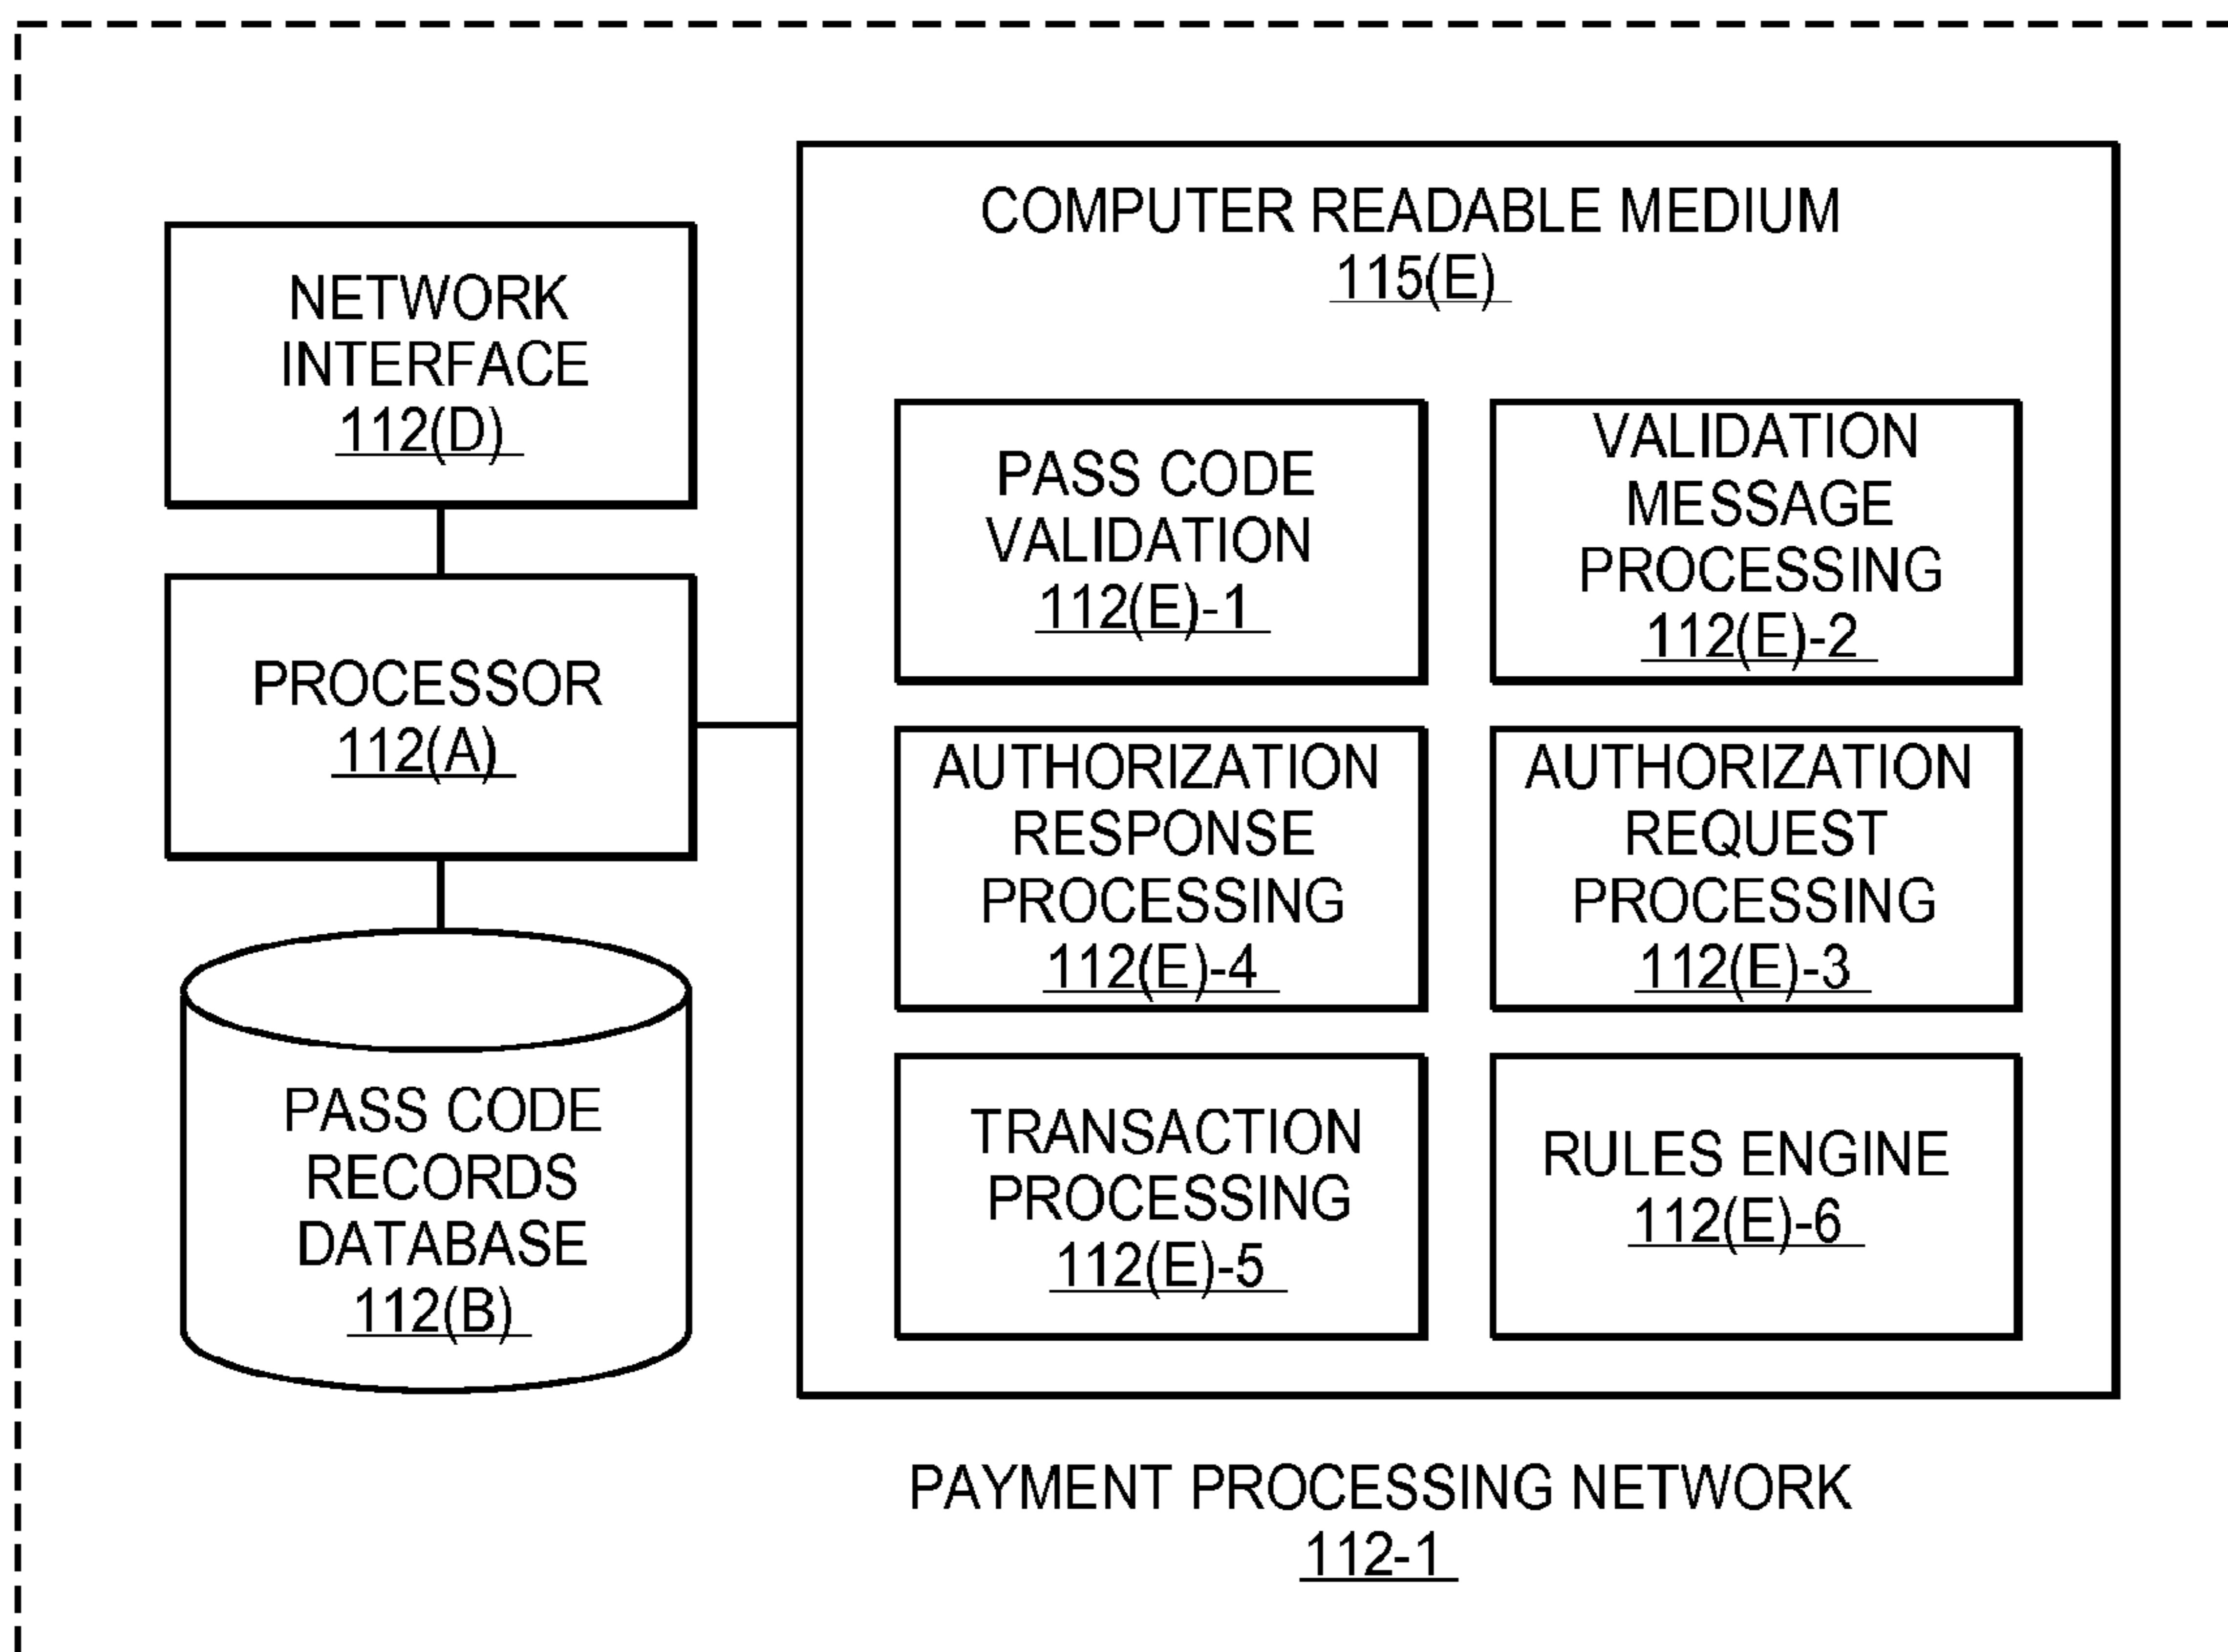 NETWORK
INTERFACE
112(D)
PROCESSOR
112(A)
PASS CODE
RECORDS
DATABASE
112(B)
COMPUTER READABLE MEDIUM
115(E)
PASS CODE
VALIDATION
112(E)-1
VALIDATION
MESSAGE
PROCESSING
112(E)-2
AUTHORIZATION
RESPONSE
PROCESSING
112(E)-4
AUTHORIZATION
REQUEST
PROCESSING
112(E)-3
TRANSACTION
PROCESSING
112(E)-5
RULES ENGINE
112(E)-6
PAYMENT PROCESSING NETWORK
112-1